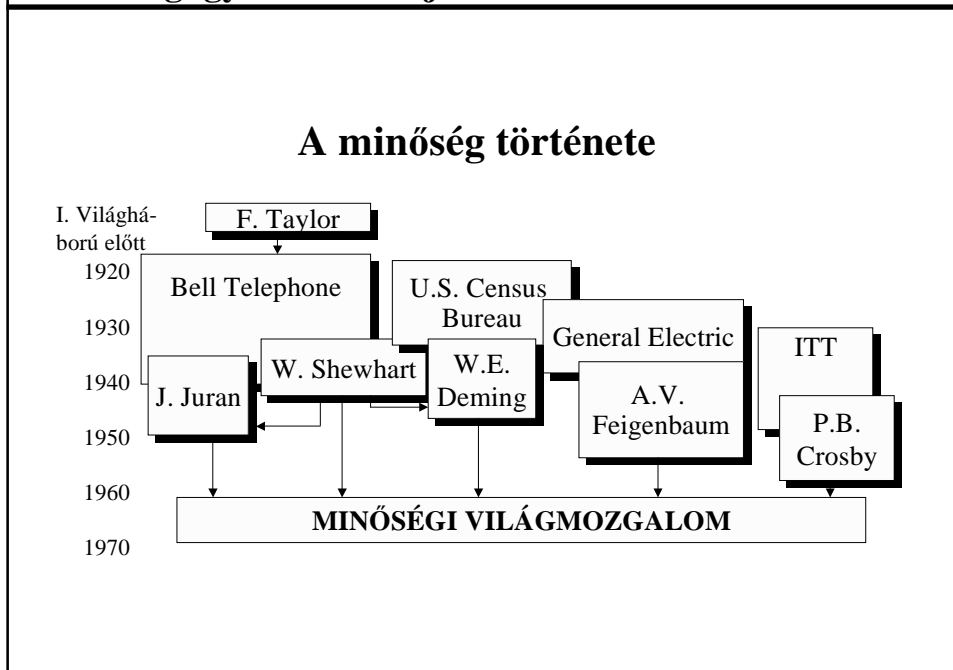 A minőség története
I. Világhá-
ború előtt
F. Taylor
1920
Bell Telephone
U.S. Census
Bureau
1930
General Electric
ITT
W. Shewhart
W.E.
Deming
1940
J. Juran
A.V.
Feigenbaum
P.B.
Crosby
1950
1960
MINŐSÉGI VILÁGMOZGALOM
1970